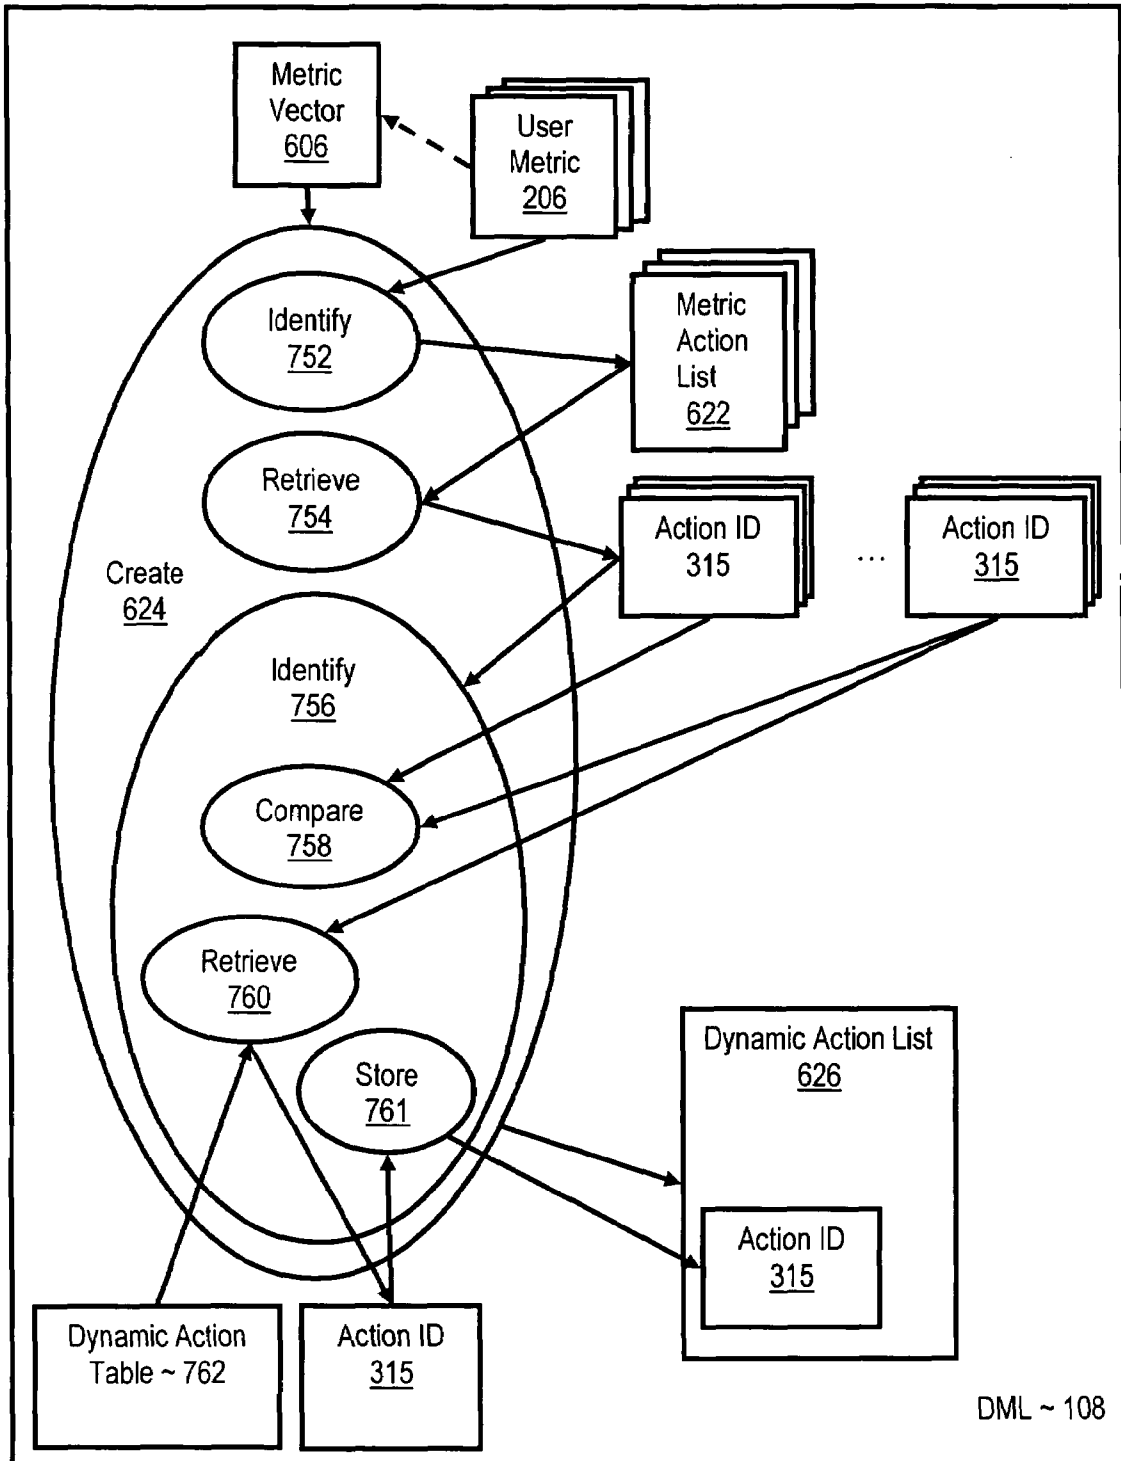 Metric
Vector
606
User
Metric
206
Identify
752
Metric
Action
List
622
Retrieve
754
Action ID
315
...
Action ID
315
Create
624
Identify
756
Compare
758
Retrieve
760
Store
761
Dynamic Action List
626
Action ID
315
Dynamic Action
Table ~ 762
Action ID
315
DML ~ 108